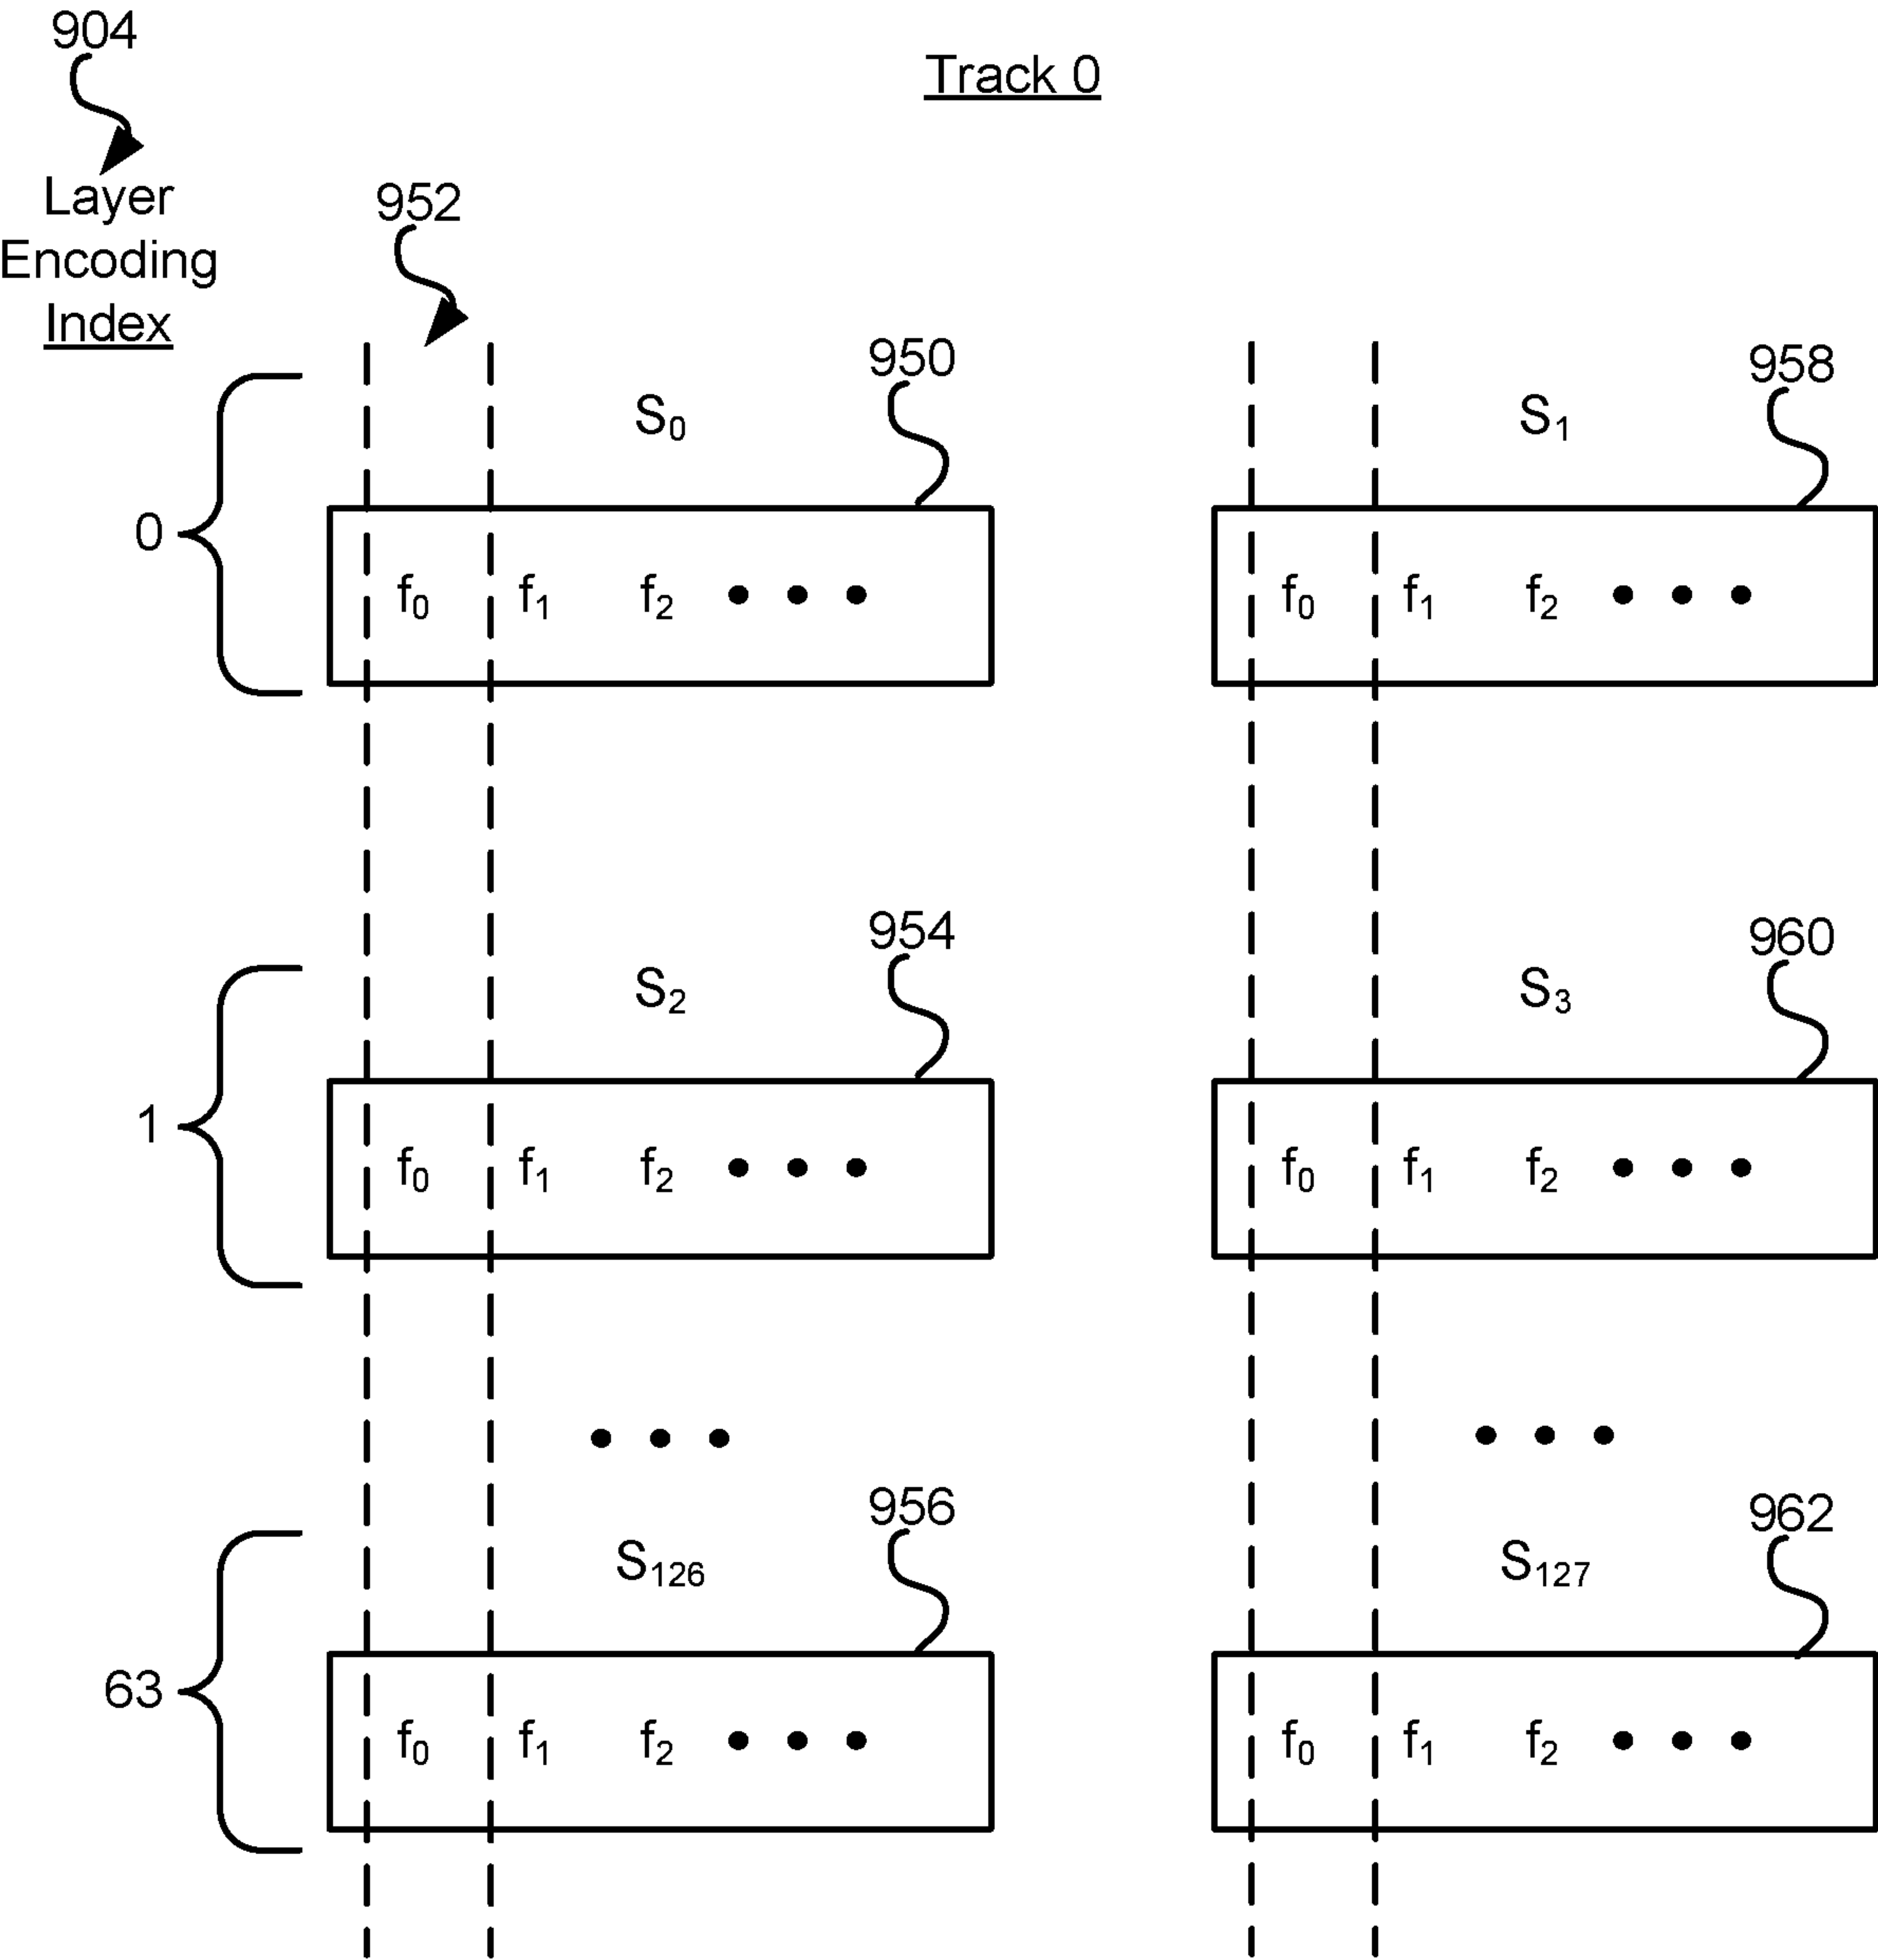 904
Track 0
Layer
Encoding
Index
952
950
958
S₀
S₁
0
f₀ f₁ f₂ • • •
f₀ f₁ f₂ • • •
954
960
S₂
S₃
1
f₀ f₁ f₂ • • •
f₀ f₁ f₂ • • •
• • •
• • •
956
962
S₁₂₆
S₁₂₇
63
f₀ f₁ f₂ • • •
f₀ f₁ f₂ • • •